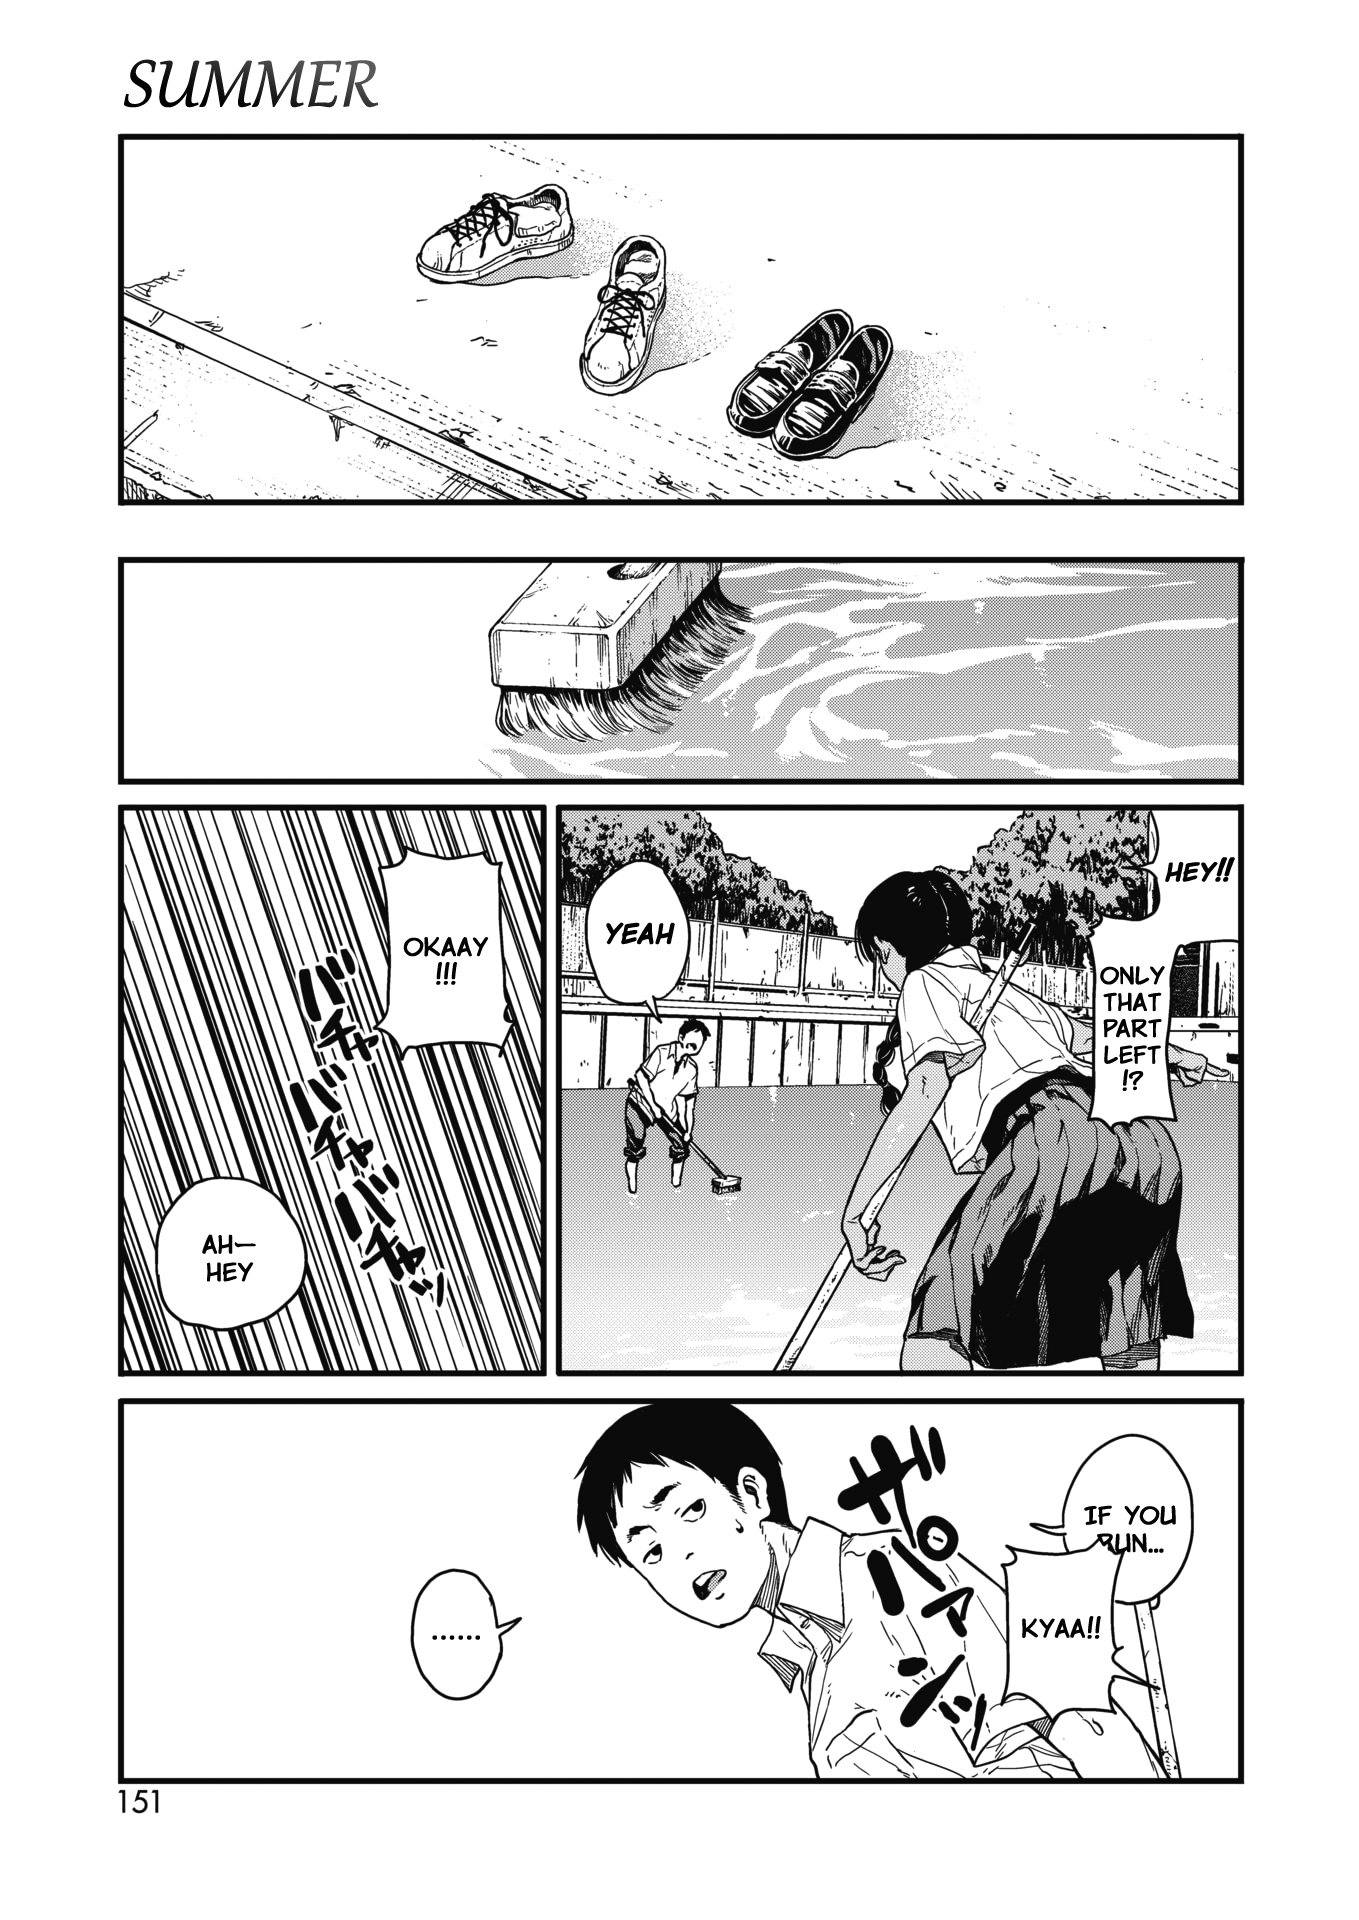 SUMMER
HEY!!
ONLY
THAT
PART
LEFT
!?
YEAH
OKAAY
!!!
バチャ
バチャ
バチャッ
AH—
HEY
IF YOU
RUN...
KYAA!!
ザパァンッ
......
151